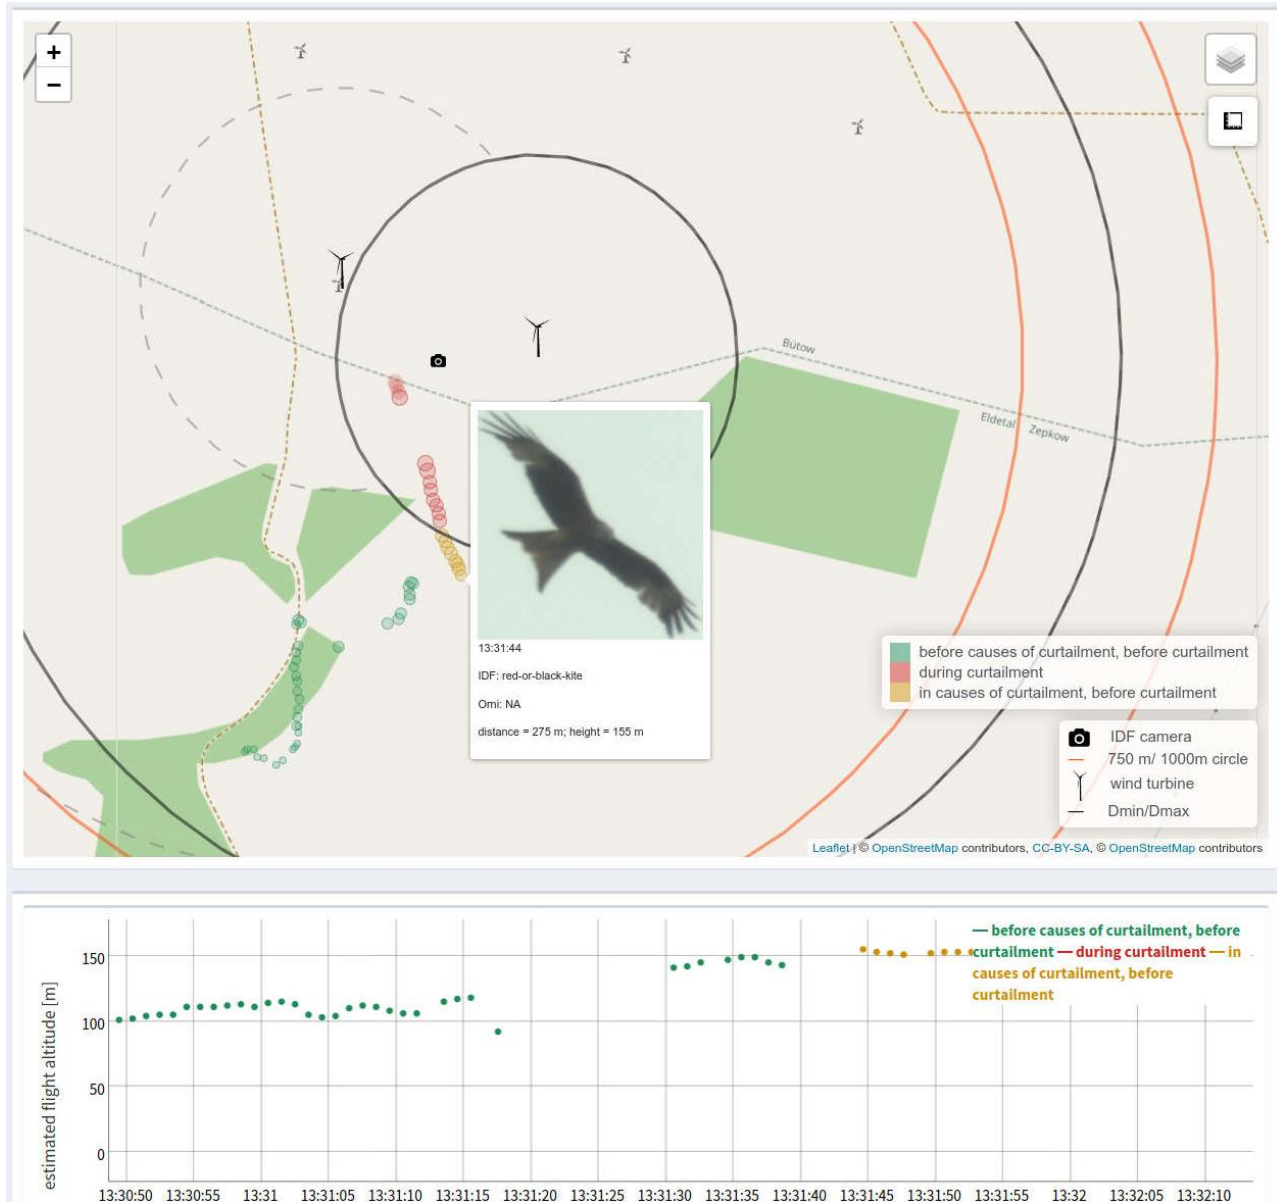 +
−
Bütow
Eldetal
Zepkow
13:31:44
IDF: red-or-black-kite
Omi: NA
distance = 275 m; height = 155 m
before causes of curtailment, before curtailment
during curtailment
in causes of curtailment, before curtailment
IDF camera
750 m/ 1000m circle
wind turbine
Dmin/Dmax
Leaflet | © OpenStreetMap contributors, CC-BY-SA, © OpenStreetMap contributors
— before causes of curtailment, before
curtailment — during curtailment — in
causes of curtailment, before
curtailment
estimated flight altitude [m]
150
100
50
0
13:30:50 13:30:55 13:31 13:31:05 13:31:10 13:31:15 13:31:20 13:31:25 13:31:30 13:31:35 13:31:40 13:31:45 13:31:50 13:31:55 13:32 13:32:05 13:32:10